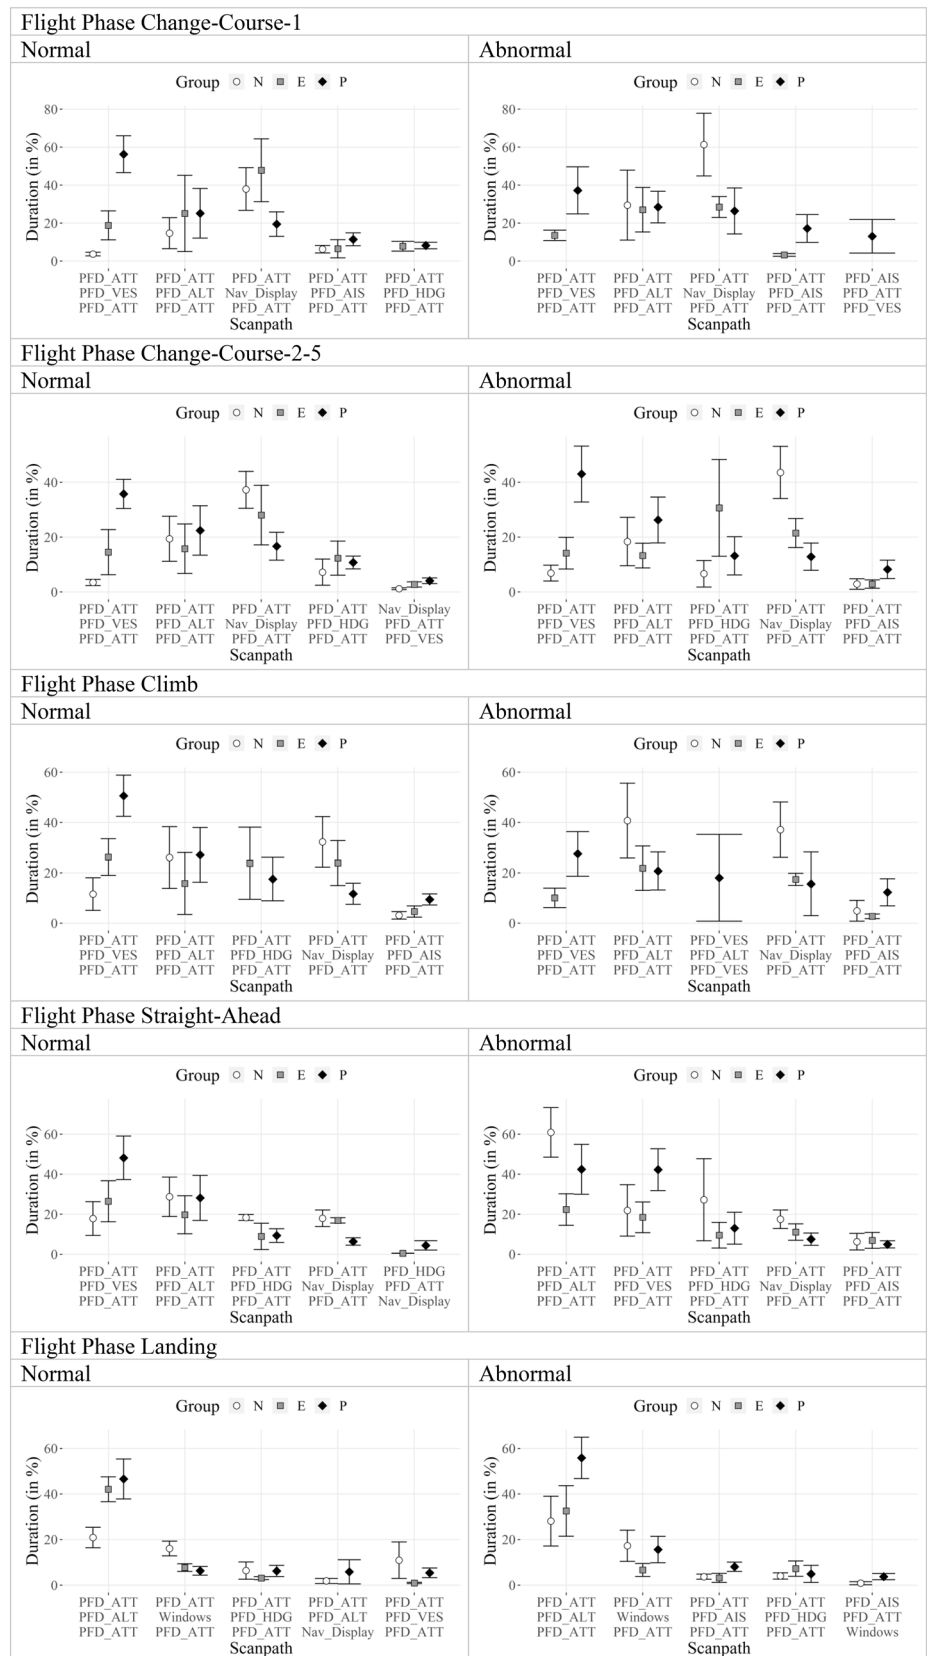 Flight Phase Change-Course-1
Normal
Abnormal
Group N E P
Duration (in %)
80
60
40
20
0
PFD_ATT PFD_ATT PFD_ATT PFD_ATT PFD_ATT
PFD_VES PFD_ALT Nav_Display PFD_AIS PFD_HDG
PFD_ATT PFD_ATT PFD_ATT PFD_ATT PFD_ATT
Scanpath
Group N E P
Duration (in %)
80
60
40
20
0
PFD_ATT PFD_ATT PFD_ATT PFD_ATT PFD_AIS
PFD_VES PFD_ALT Nav_Display PFD_AIS PFD_ATT
PFD_ATT PFD_ATT PFD_ATT PFD_ATT PFD_VES
Scanpath
Flight Phase Change-Course-2-5
Normal
Abnormal
Group N E P
Duration (in %)
40
20
0
PFD_ATT PFD_ATT PFD_ATT PFD_ATT Nav_Display
PFD_VES PFD_ALT Nav_Display PFD_HDG PFD_ATT
PFD_ATT PFD_ATT PFD_ATT PFD_ATT PFD_VES
Scanpath
Group N E P
Duration (in %)
40
20
0
PFD_ATT PFD_ATT PFD_ATT PFD_ATT PFD_ATT
PFD_VES PFD_ALT PFD_HDG Nav_Display PFD_AIS
PFD_ATT PFD_ATT PFD_ATT PFD_ATT PFD_ATT
Scanpath
Flight Phase Climb
Normal
Abnormal
Group N E P
Duration (in %)
60
40
20
0
PFD_ATT PFD_ATT PFD_ATT PFD_ATT PFD_ATT
PFD_VES PFD_ALT PFD_HDG Nav_Display PFD_AIS
PFD_ATT PFD_ATT PFD_ATT PFD_ATT PFD_ATT
Scanpath
Group N E P
Duration (in %)
60
40
20
0
PFD_ATT PFD_ATT PFD_VES PFD_ATT PFD_ATT
PFD_VES PFD_ALT PFD_ALT Nav_Display PFD_AIS
PFD_ATT PFD_ATT PFD_VES PFD_ATT PFD_ATT
Scanpath
Flight Phase Straight-Ahead
Normal
Abnormal
Group N E P
Duration (in %)
60
40
20
0
PFD_ATT PFD_ATT PFD_ATT PFD_ATT PFD_HDG
PFD_VES PFD_ALT PFD_HDG Nav_Display PFD_ATT
PFD_ATT PFD_ATT PFD_ATT PFD_ATT Nav_Display
Scanpath
Group N E P
Duration (in %)
60
40
20
0
PFD_ATT PFD_ATT PFD_ATT PFD_ATT PFD_ATT
PFD_ALT PFD_VES PFD_HDG Nav_Display PFD_AIS
PFD_ATT PFD_ATT PFD_ATT PFD_ATT PFD_ATT
Scanpath
Flight Phase Landing
Normal
Abnormal
Group N E P
Duration (in %)
60
40
20
0
PFD_ATT PFD_ATT PFD_ATT PFD_ATT PFD_ATT
PFD_ALT Windows PFD_HDG PFD_ALT PFD_VES
PFD_ATT PFD_ATT PFD_ATT Nav_Display PFD_ATT
Scanpath
Group N E P
Duration (in %)
60
40
20
0
PFD_ATT PFD_ATT PFD_ATT PFD_ATT PFD_AIS
PFD_ALT Windows PFD_AIS PFD_HDG PFD_ATT
PFD_ATT PFD_ATT PFD_ATT PFD_ATT Windows
Scanpath